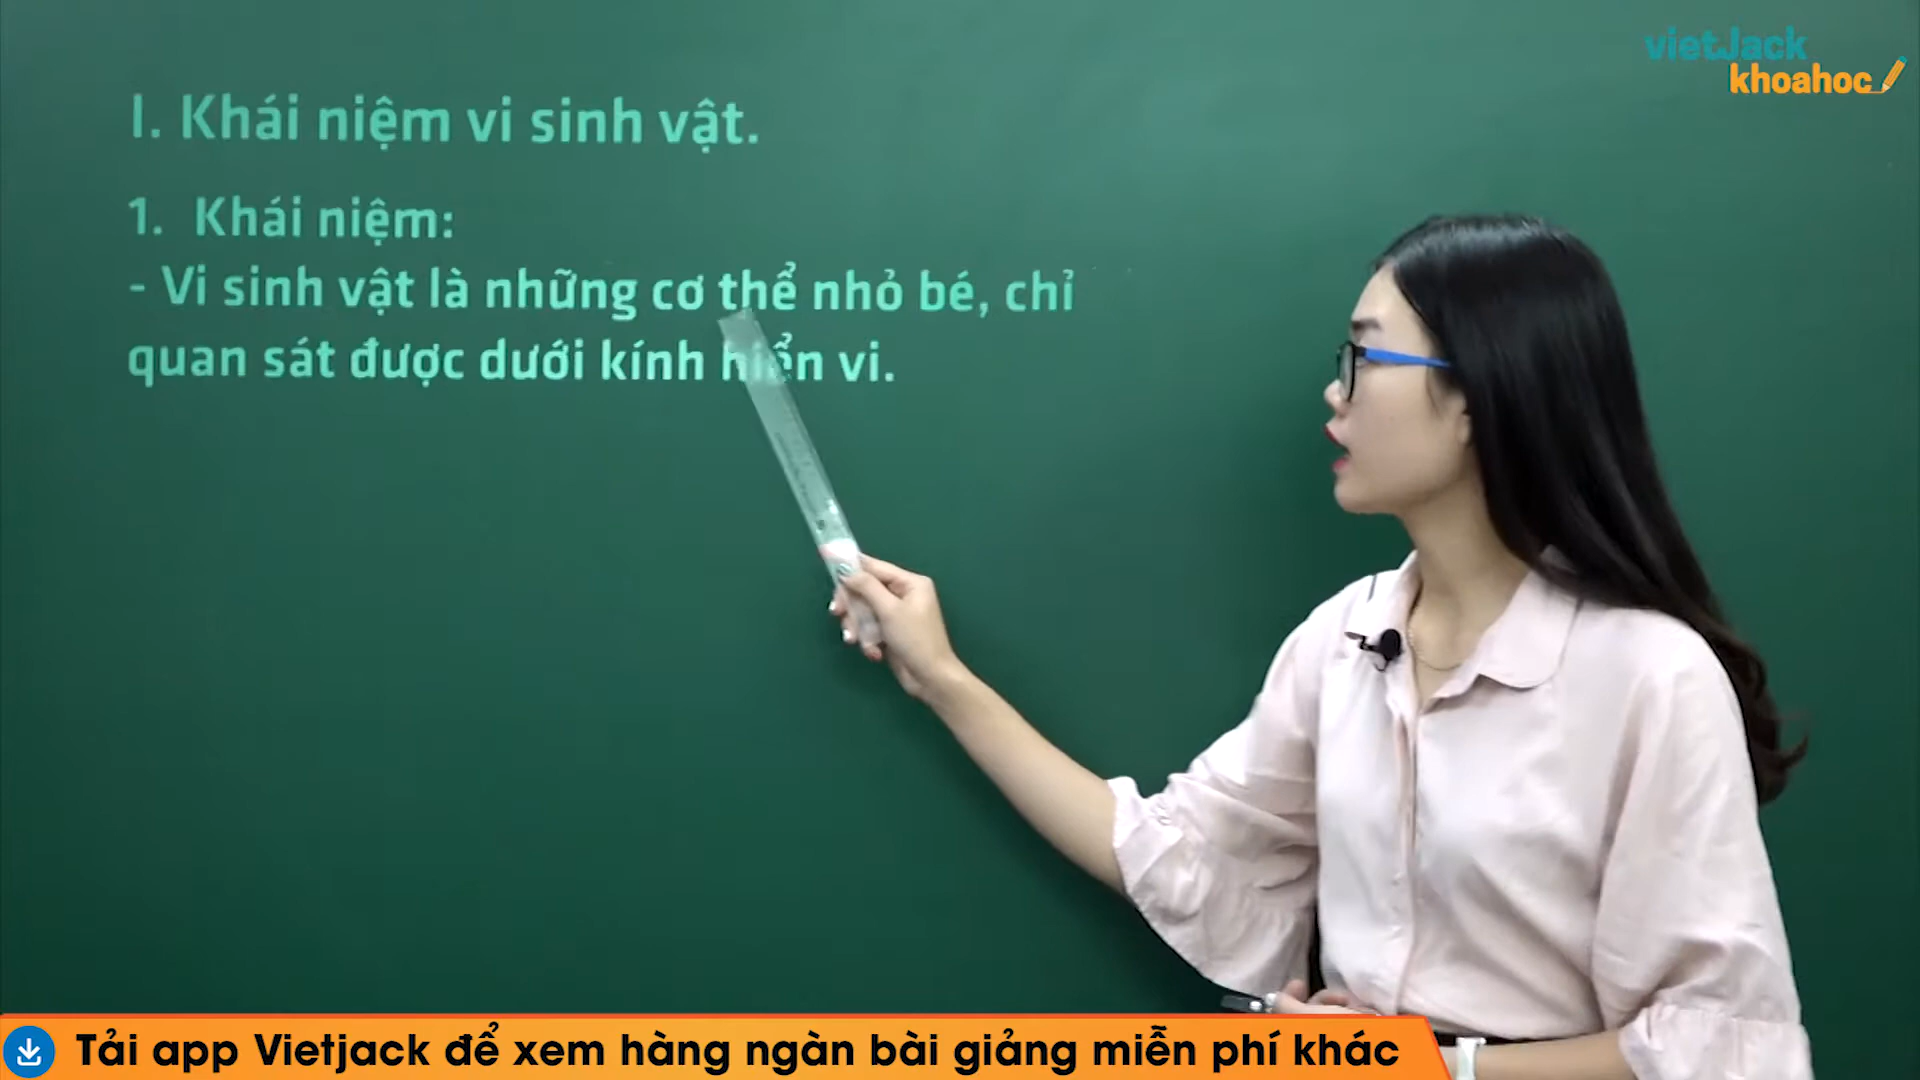 vietJack
khoahoc
I. Khái niệm vi sinh vật.
1. Khái niệm:
- Vi sinh vật là những cơ thể nhỏ bé, chỉ
quan sát được dưới kính hiển vi.
Tải app Vietjack để xem hàng ngàn bài giảng miễn phí khác